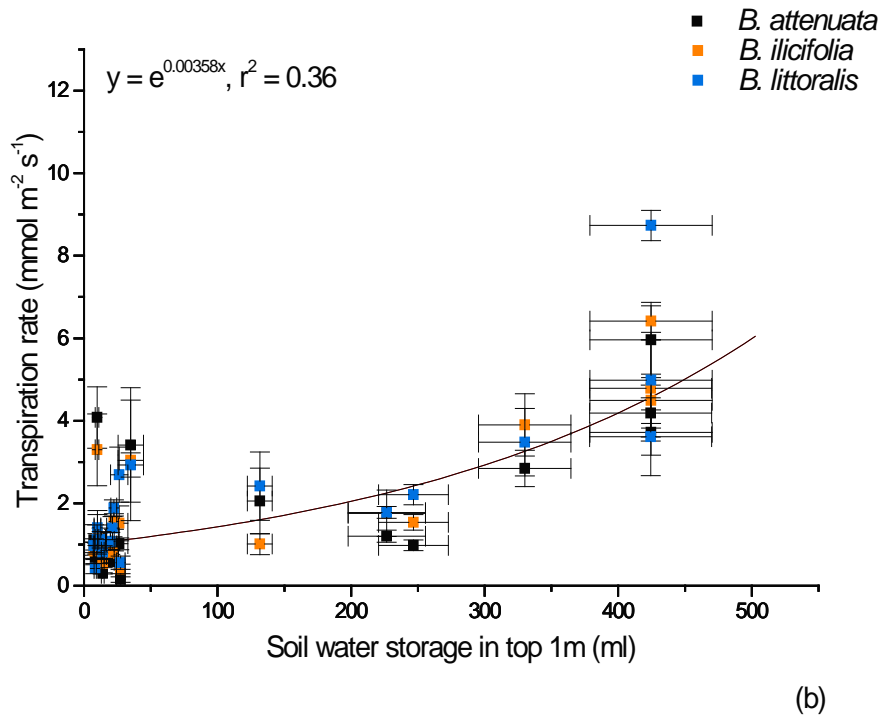 B. attenuata
B. ilicifolia
B. littoralis
y = e^0.00358x, r² = 0.36
12
10
8
6
4
2
0
Transpiration rate (mmol m⁻² s⁻¹)
0 100 200 300 400 500
Soil water storage in top 1m (ml)
(b)